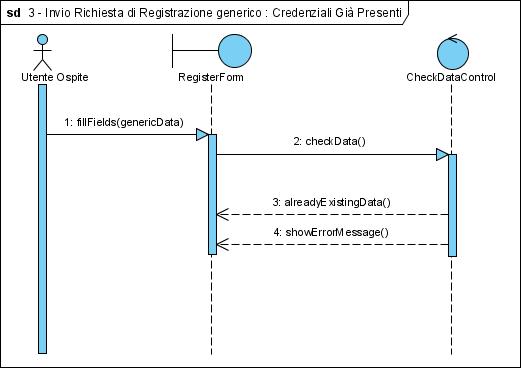 sd 3 - Invio Richiesta di Registrazione generico : Credenziali Già Presenti
Utente Ospite
RegisterForm
CheckDataControl
1: fillFields(genericData)
2: checkData()
3: alreadyExistingData()
4: showErrorMessage()